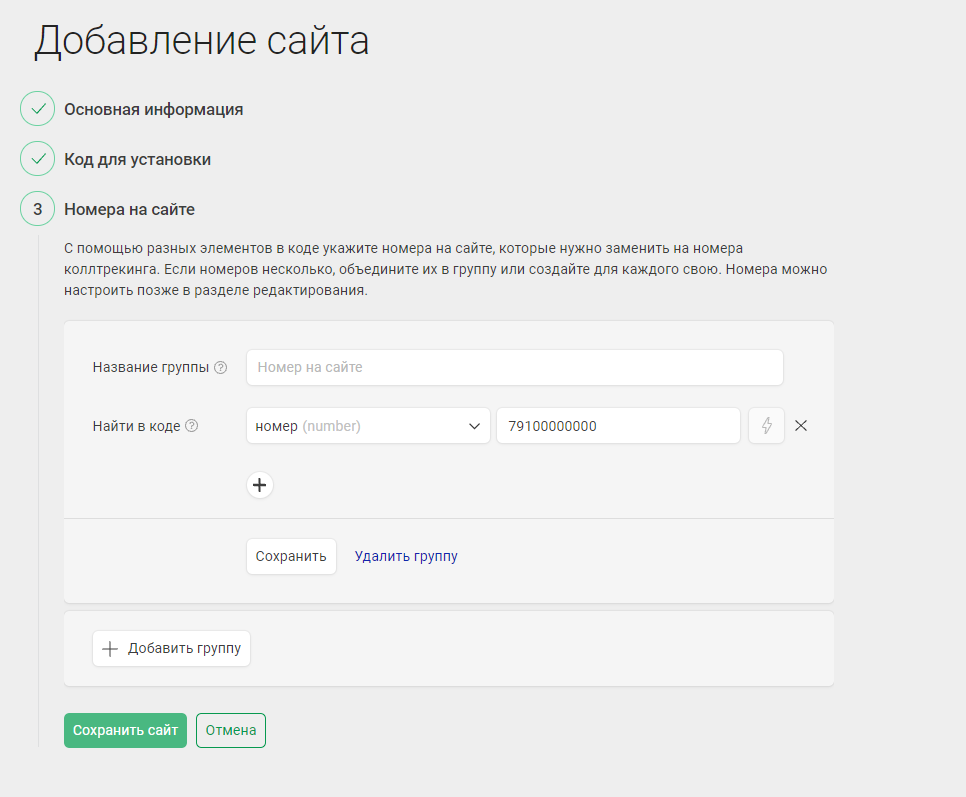 Добавление сайта
Основная информация
Код для установки
3 Номера на сайте
С помощью разных элементов в коде укажите номера на сайте, которые нужно заменить на номера
коллтрекинга. Если номеров несколько, объедините их в группу или создайте для каждого свою. Номера можно
настроить позже в разделе редактирования.
Название группы ? Номер на сайте
Найти в коде ? номер (number) 79100000000
Сохранить Удалить группу
Добавить группу
Сохранить сайт Отмена